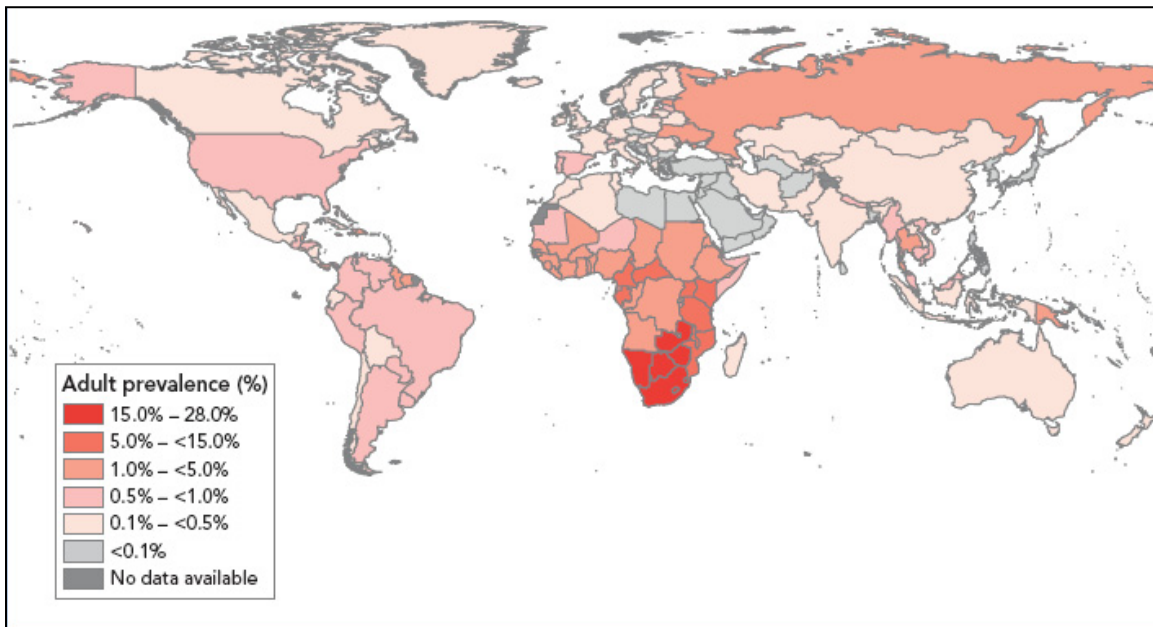 Adult prevalence (%)
15.0% – 28.0%
5.0% – <15.0%
1.0% – <5.0%
0.5% – <1.0%
0.1% – <0.5%
<0.1%
No data available